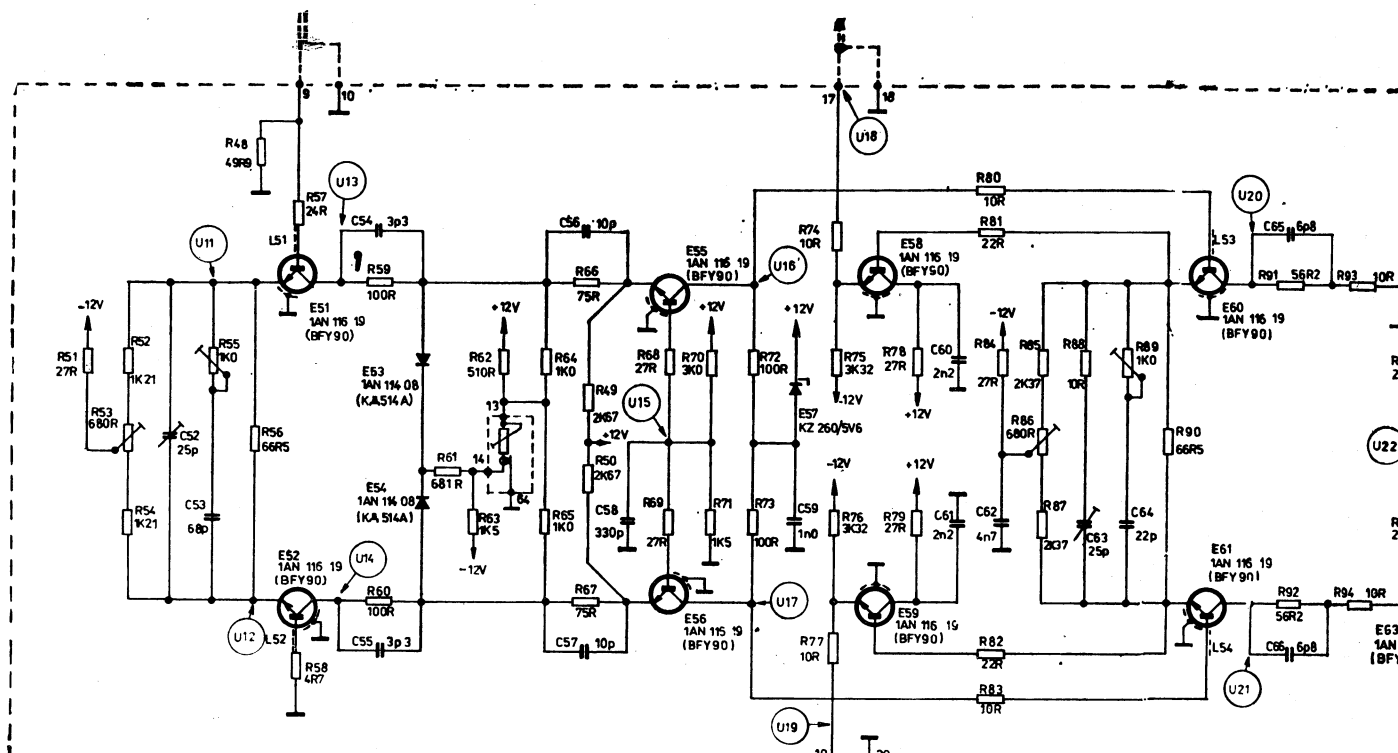 9
10
17
18
U18
R48
49R9
R57
24R
U13
C54 3p3
L51
U11
R59
100R
E51
1AN 116 19
(BFY90)
-12V
R51
27R
R52
1K21
R53
680R
R54
1K21
C52
25p
R55
1K0
C53
68p
R56
66R5
E53
1AN 114 08
(KA514A)
E54
1AN 114 08
(KA 514A)
R61
681R
+12V
R62
510R
13
14
64
R63
1K5
-12V
R64
1K0
R65
1K0
C56 10p
R66
75R
R49
2K67
+12V
R50
2K67
E55
1AN 116 19
(BFY90)
R68
27R
R70
3K0
U15
C58
330p
R69
27R
R71
1K5
E52
1AN 116 19
(BFY90)
U14
R60
100R
C55 3p3
U12
L52
R58
4R7
R67
75R
C57 10p
E56
1AN 115 19
(BFY90)
U16
U17
R72
100R
R73
100R
+12V
E57
KZ 260/5V6
C59
1n0
R74
10R
R75
3K32
-12V
E58
1AN 116 19
(BFY90)
R78
27R
+12V
C60
2n2
R80
10R
R81
22R
-12V
R76
3K32
+12V
R79
27R
C61
2n2
E59
1AN 116 19
(BFY90)
R77
10R
U19
19
20
R82
22R
R83
10R
-12V
R84
27R
R85
2K37
R86
680R
R87
2K37
C62
4n7
R88
10R
C63
25p
R89
1K0
C64
22p
R90
66R5
L53
U20
C65 6p8
E60
1AN 116 19
(BFY90)
R91
56R2
R93
10R
U22
E61
1AN 116 19
(BFY90)
L54
R92
56R2
R94
10R
C66 6p8
U21
E63
1AN
(BFY